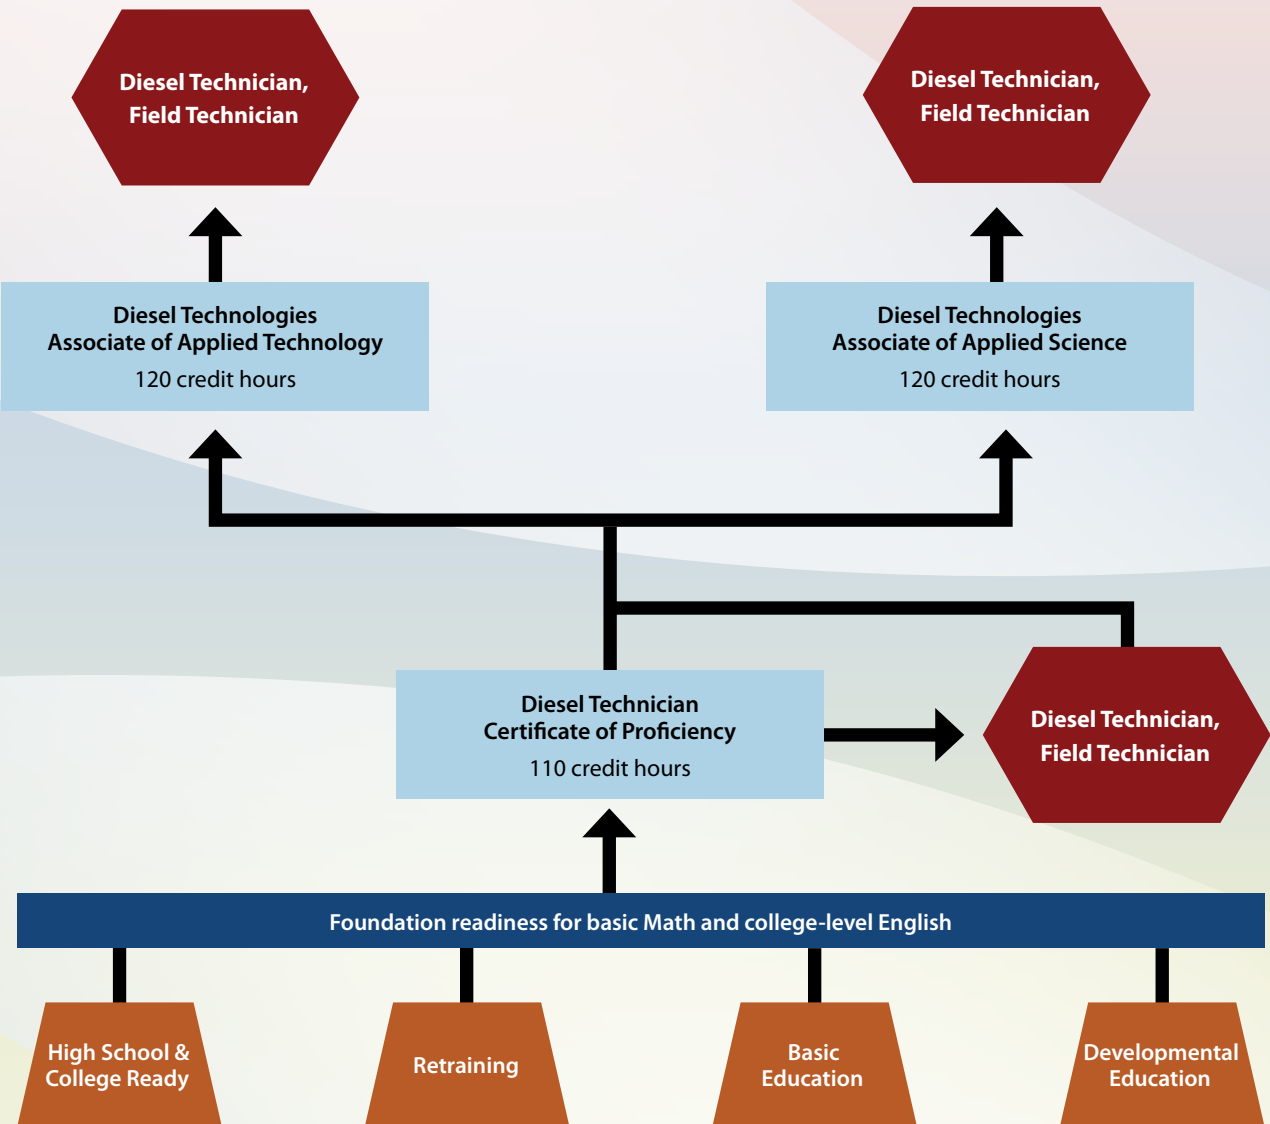 Diesel Technician,
Field Technician
Diesel Technician,
Field Technician
Diesel Technologies
Associate of Applied Technology
120 credit hours
Diesel Technologies
Associate of Applied Science
120 credit hours
Diesel Technician
Certificate of Proficiency
110 credit hours
Diesel Technician,
Field Technician
Foundation readiness for basic Math and college-level English
High School &
College Ready
Retraining
Basic
Education
Developmental
Education